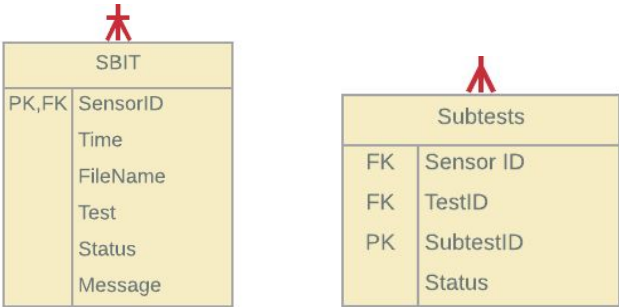 SBIT
PK,FK SensorID
Time
FileName
Test
Status
Message
Subtests
FK Sensor ID
FK TestID
PK SubtestID
Status